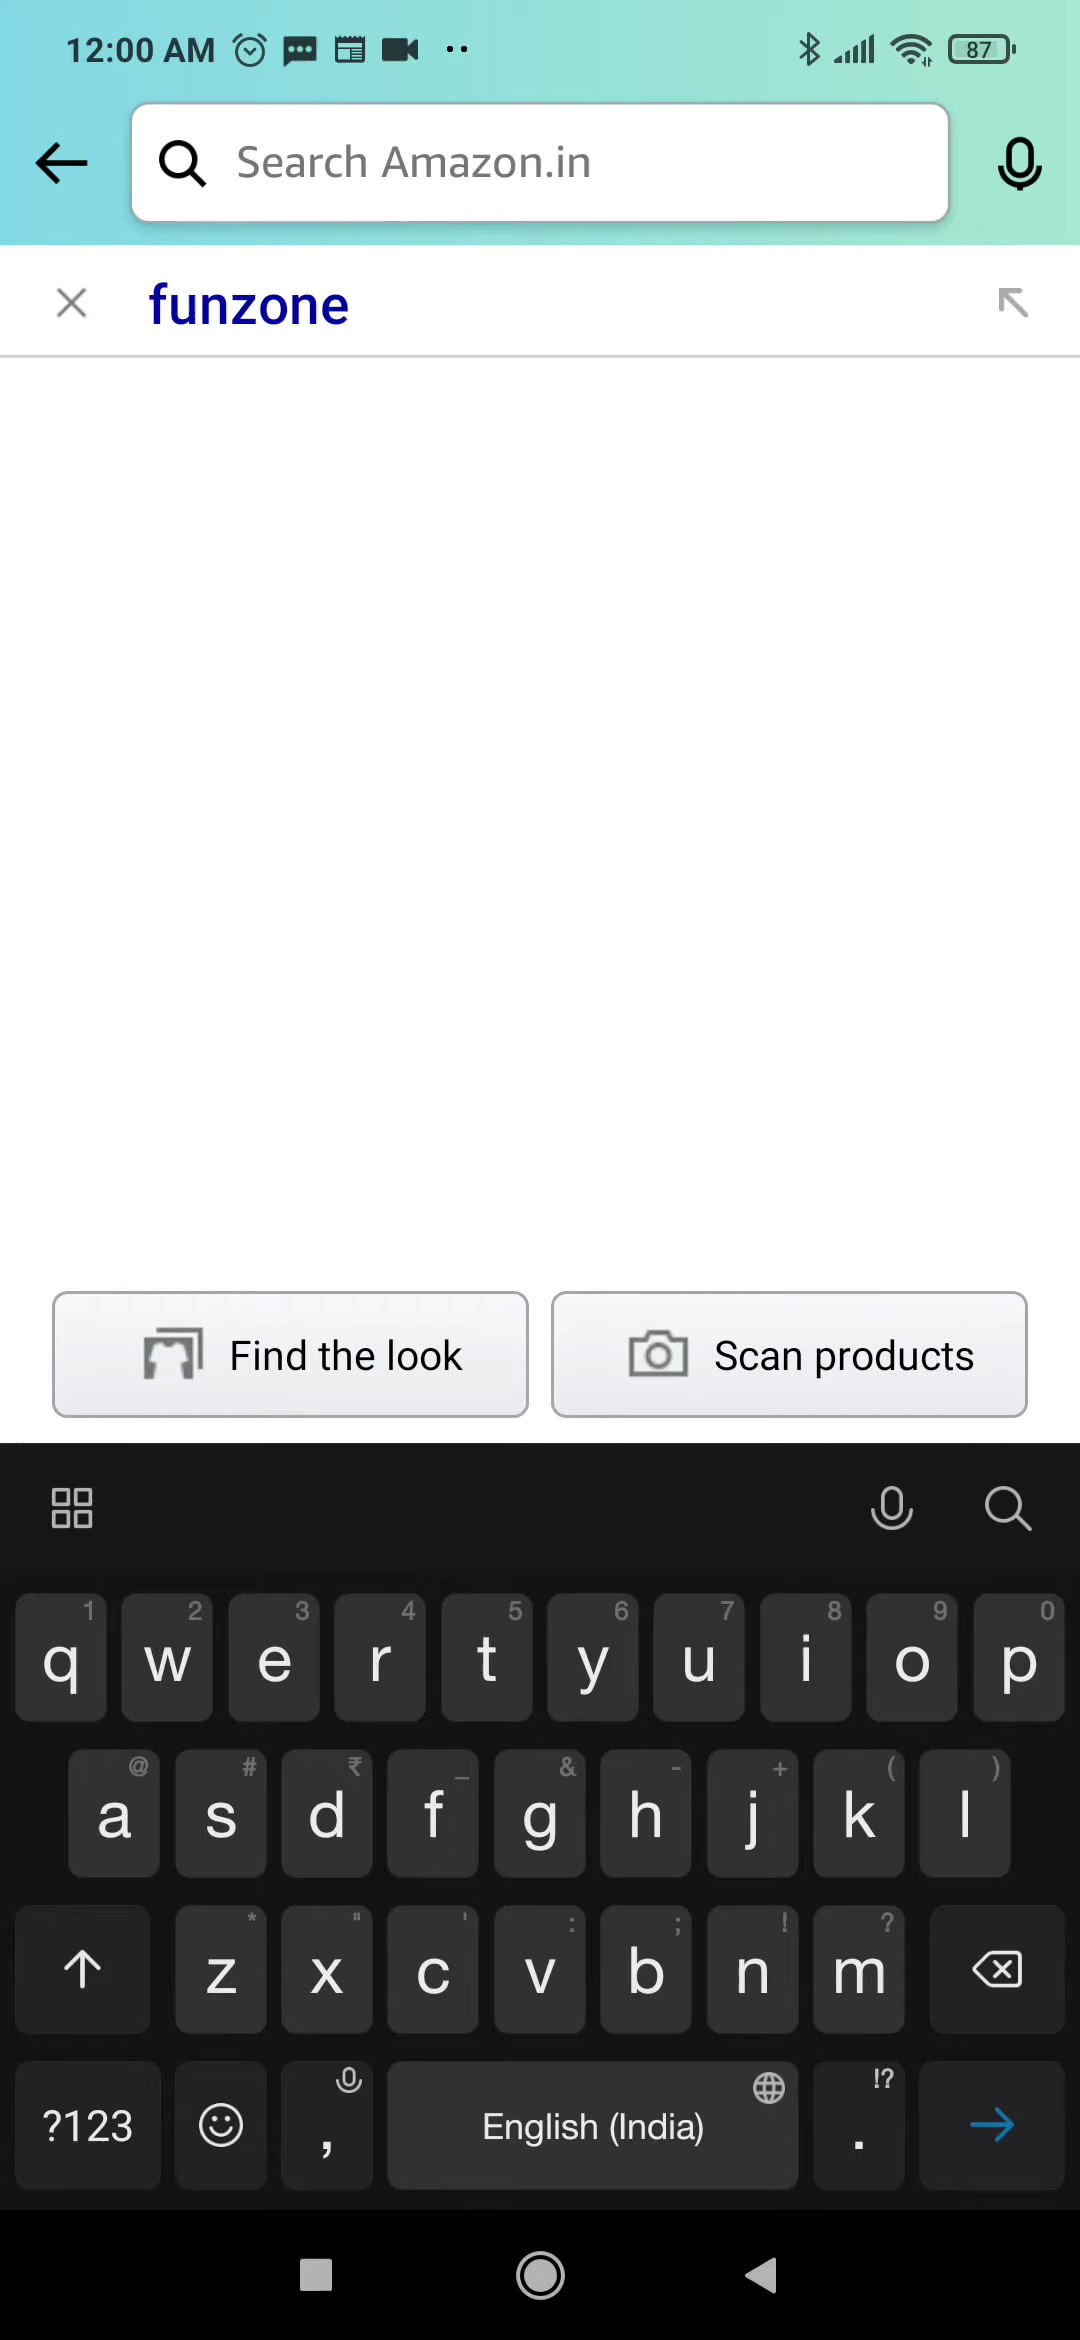 12:00 AM 87
Search Amazon.in
funzone
Find the look Scan products
1 2 3 4 5 6 7 8 9 0
q w e r t y u i o p
@ # ₹ _ & - + ( )
a s d f g h j k l
* " ' : ; ! ?
z x c v b n m
!?
?123 , English (India) .